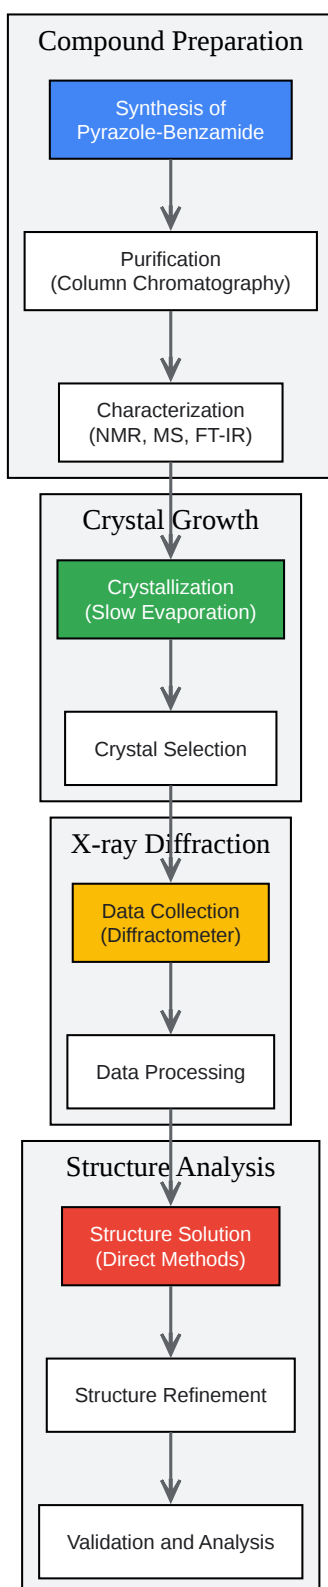 Compound Preparation
Synthesis of
Pyrazole-Benzamide
Purification
(Column Chromatography)
Characterization
(NMR, MS, FT-IR)
Crystal Growth
Crystallization
(Slow Evaporation)
Crystal Selection
X-ray Diffraction
Data Collection
(Diffractometer)
Data Processing
Structure Analysis
Structure Solution
(Direct Methods)
Structure Refinement
Validation and Analysis